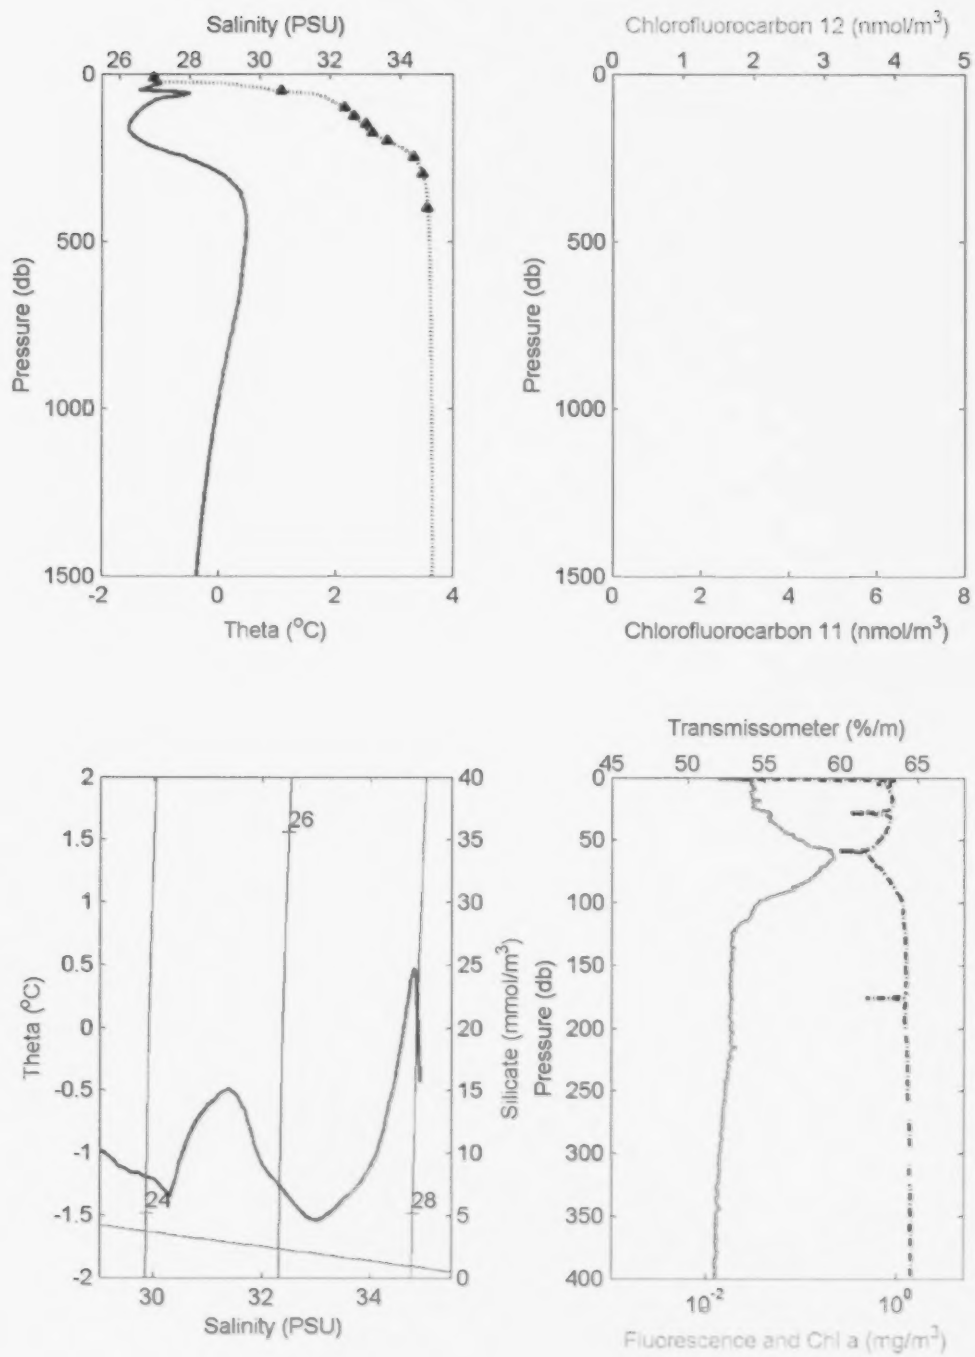 Salinity (PSU)
26 28 30 32 34
0
500
1000
1500
Pressure (db)
-2 0 2 4
Theta (°C)
Chlorofluorocarbon 12 (nmol/m³)
0 1 2 3 4 5
0
500
1000
1500
Pressure (db)
0 2 4 6 8
Chlorofluorocarbon 11 (nmol/m³)
2
1.5
1
0.5
0
-0.5
-1
-1.5
-2
Theta (°C)
24
26
28
40
35
30
25
20
15
10
5
0
Silicate (mmol/m³)
30 32 34
Salinity (PSU)
Transmissometer (%/m)
45 50 55 60 65
0
50
100
150
200
250
300
350
400
Pressure (db)
10⁻² 10⁰
Fluorescence and Chl a (mg/m³)